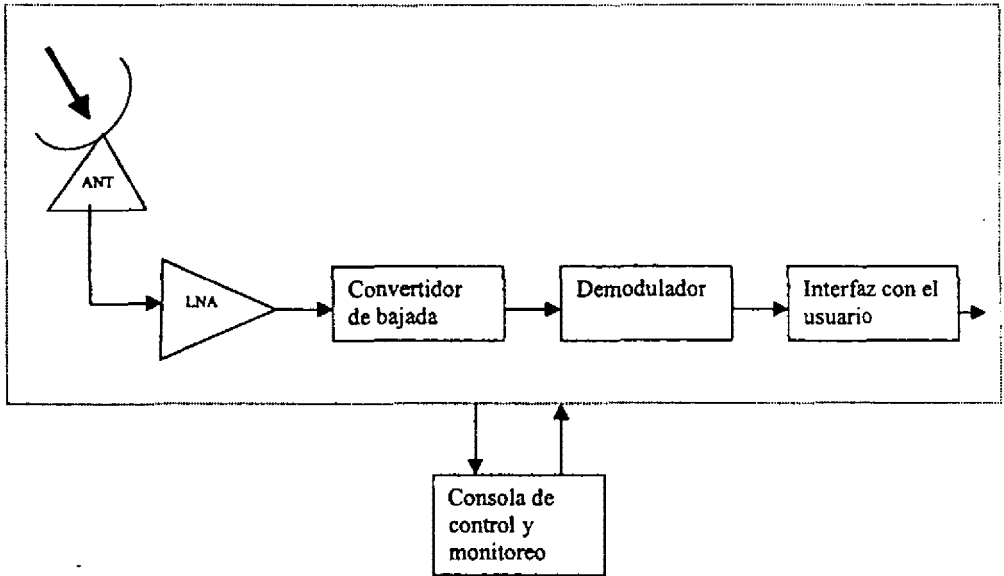 ANT
LNA
Convertidor
de bajada
Demodulador
Interfaz con el
usuario
Consola de
control y
monitoreo